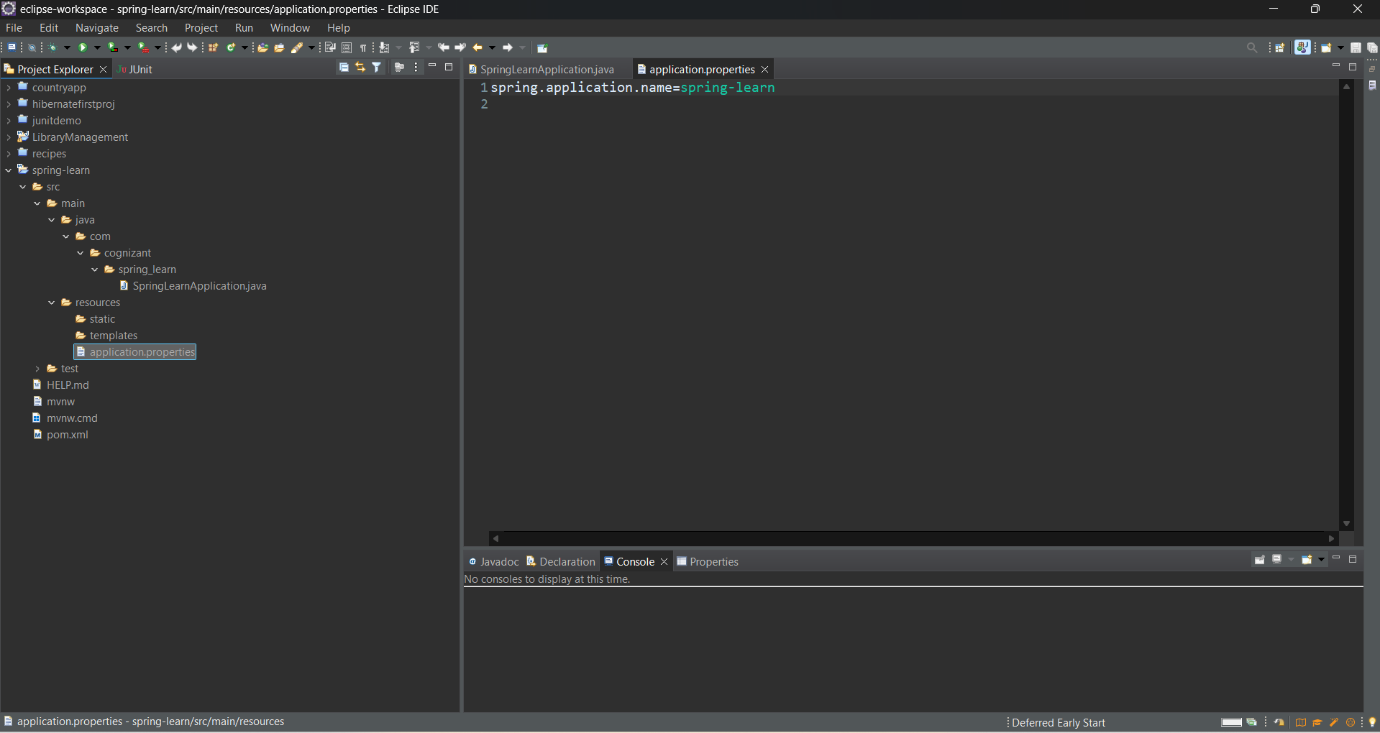 eclipse-workspace - spring-learn/src/main/resources/application.properties - Eclipse IDE
File Edit Navigate Search Project Run Window Help
Project Explorer
JUnit
countryapp
hibernatefirstproj
junitdemo
LibraryManagement
recipes
spring-learn
src
main
java
com
cognizant
spring_learn
SpringLearnApplication.java
resources
static
templates
application.properties
test
HELP.md
mvnw
mvnw.cmd
pom.xml
SpringLearnApplication.java
application.properties
1 spring.application.name=spring-learn
2
Javadoc
Declaration
Console
Properties
No consoles to display at this time.
application.properties - spring-learn/src/main/resources
Deferred Early Start